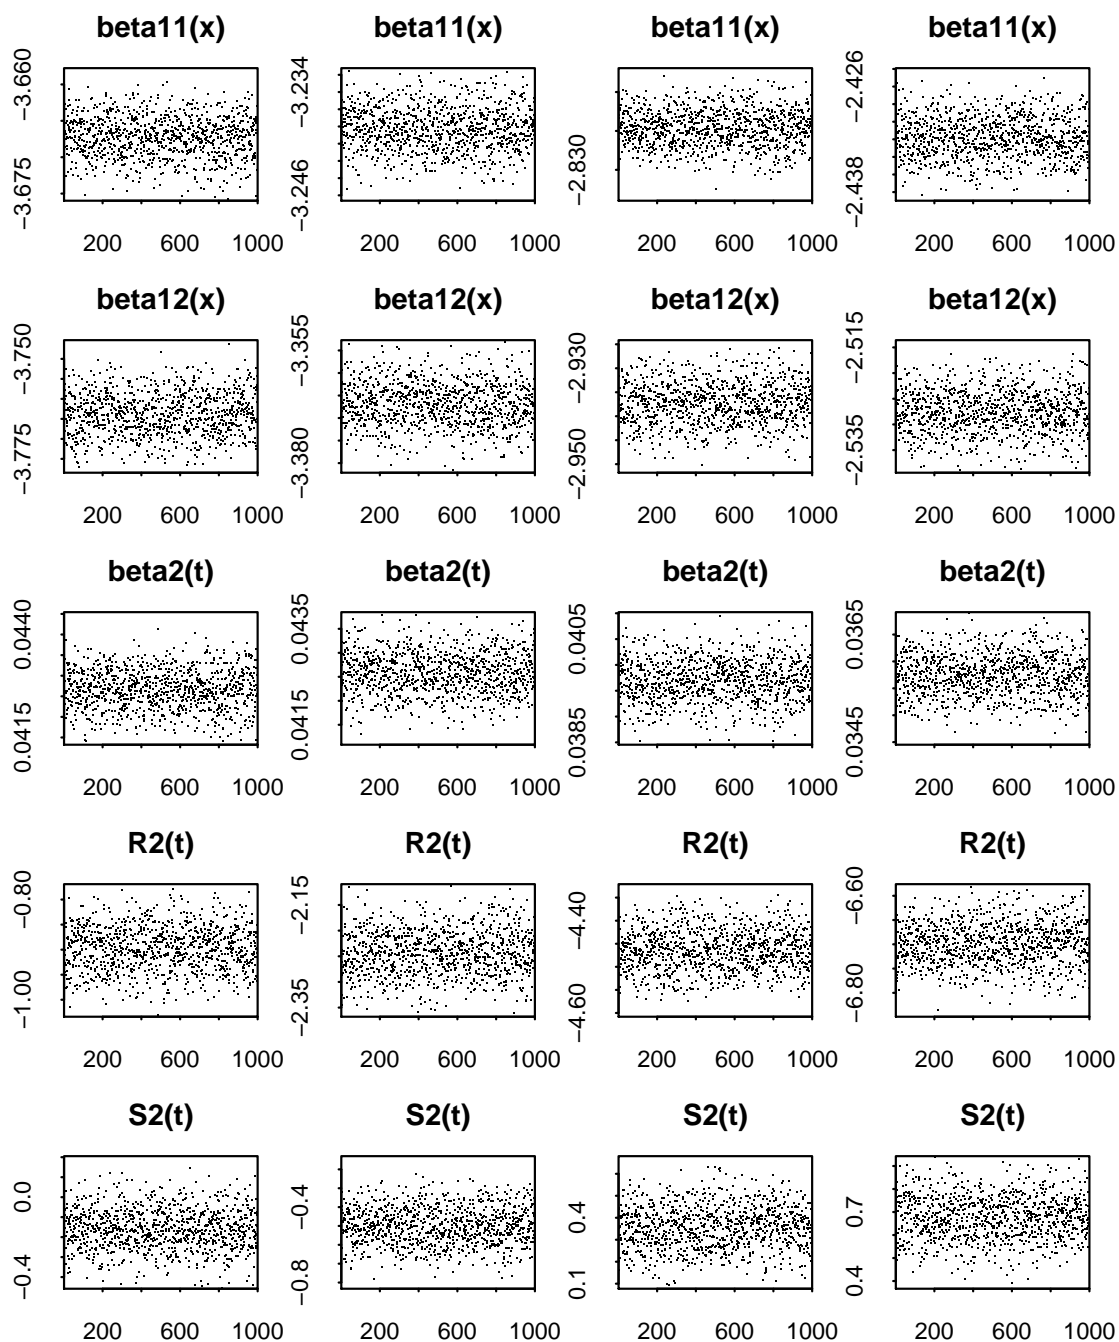 beta11(x) beta11(x) beta11(x) beta11(x)
−3.660 −3.675 −3.234 −3.246 −2.830 −2.426 −2.438
200 600 1000 200 600 1000 200 600 1000 200 600 1000
beta12(x) beta12(x) beta12(x) beta12(x)
−3.750 −3.775 −3.355 −3.380 −2.930 −2.950 −2.515 −2.535
200 600 1000 200 600 1000 200 600 1000 200 600 1000
beta2(t) beta2(t) beta2(t) beta2(t)
0.0440 0.0415 0.0435 0.0415 0.0405 0.0385 0.0365 0.0345
200 600 1000 200 600 1000 200 600 1000 200 600 1000
R2(t) R2(t) R2(t) R2(t)
−0.80 −1.00 −2.15 −2.35 −4.40 −4.60 −6.60 −6.80
200 600 1000 200 600 1000 200 600 1000 200 600 1000
S2(t) S2(t) S2(t) S2(t)
0.0 −0.4 −0.4 −0.8 0.4 0.1 0.7 0.4
200 600 1000 200 600 1000 200 600 1000 200 600 1000